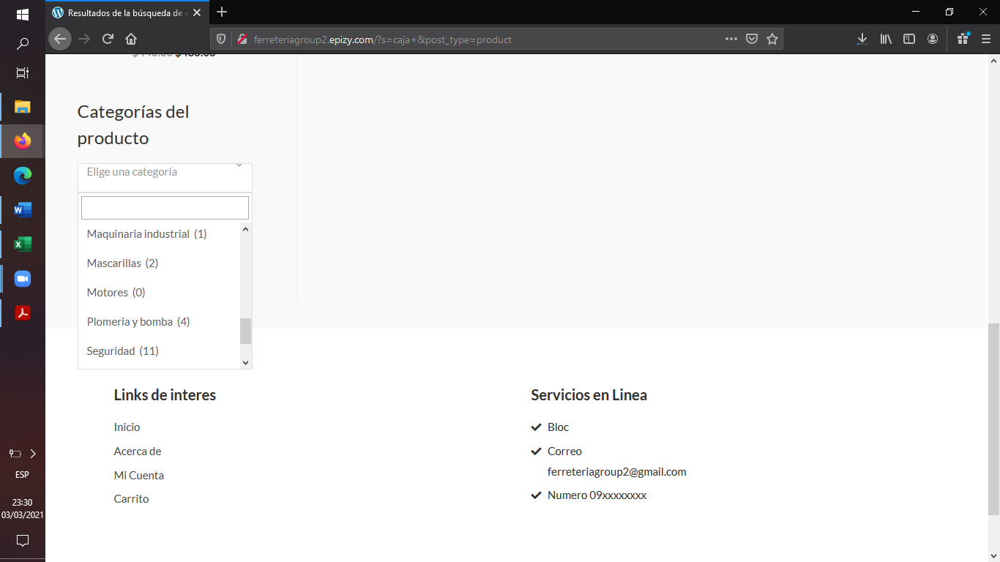 Resultados de la búsqueda de «
ferreteriagroup2.epizy.com/?s=caja+&post_type=product
$480.00
Categorías del
producto
Elige una categoría
Maquinaria industrial (1)
Mascarillas (2)
Motores (0)
Plomeria y bomba (4)
Seguridad (11)
Links de interes
Inicio
Acerca de
Mi Cuenta
Carrito
Servicios en Linea
Bloc
Correo
ferreteriagroup2@gmail.com
Numero 09xxxxxxxx
ESP
23:30
03/03/2021